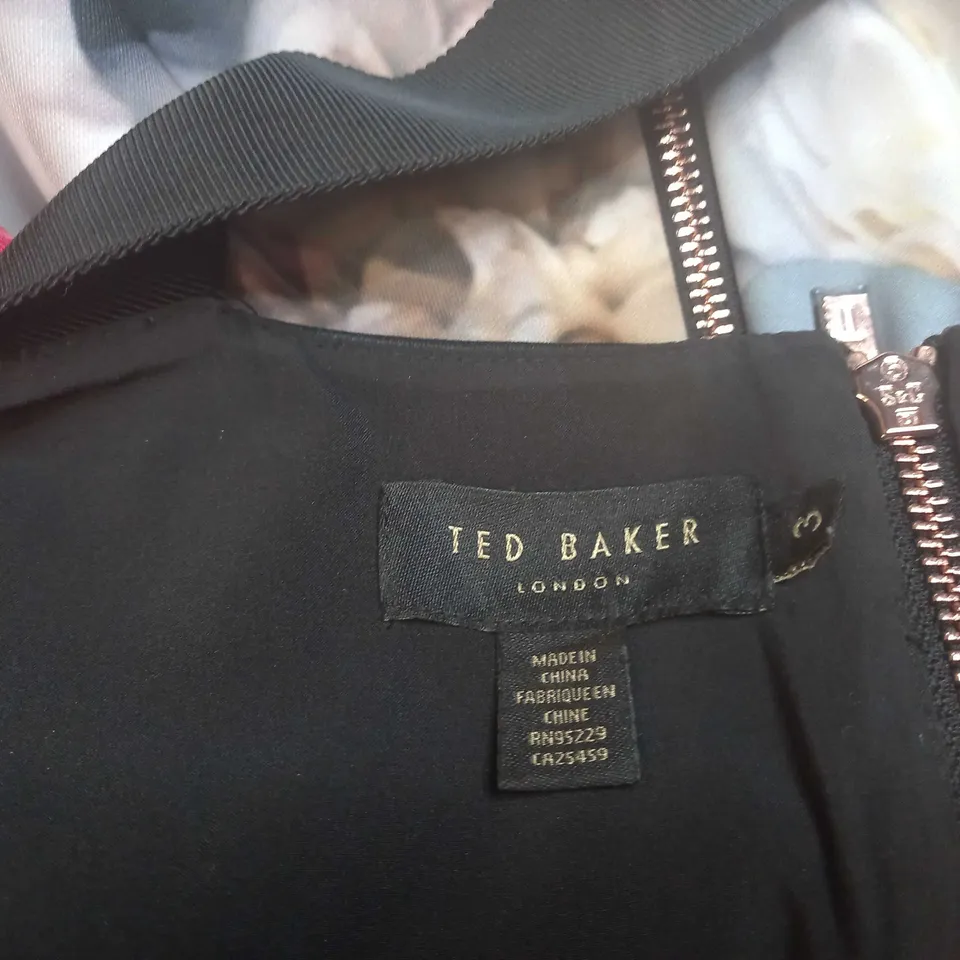 TED BAKER
LONDON
3
MADE IN
CHINA
FABRIQUE EN
CHINE
RN95229
CA25459